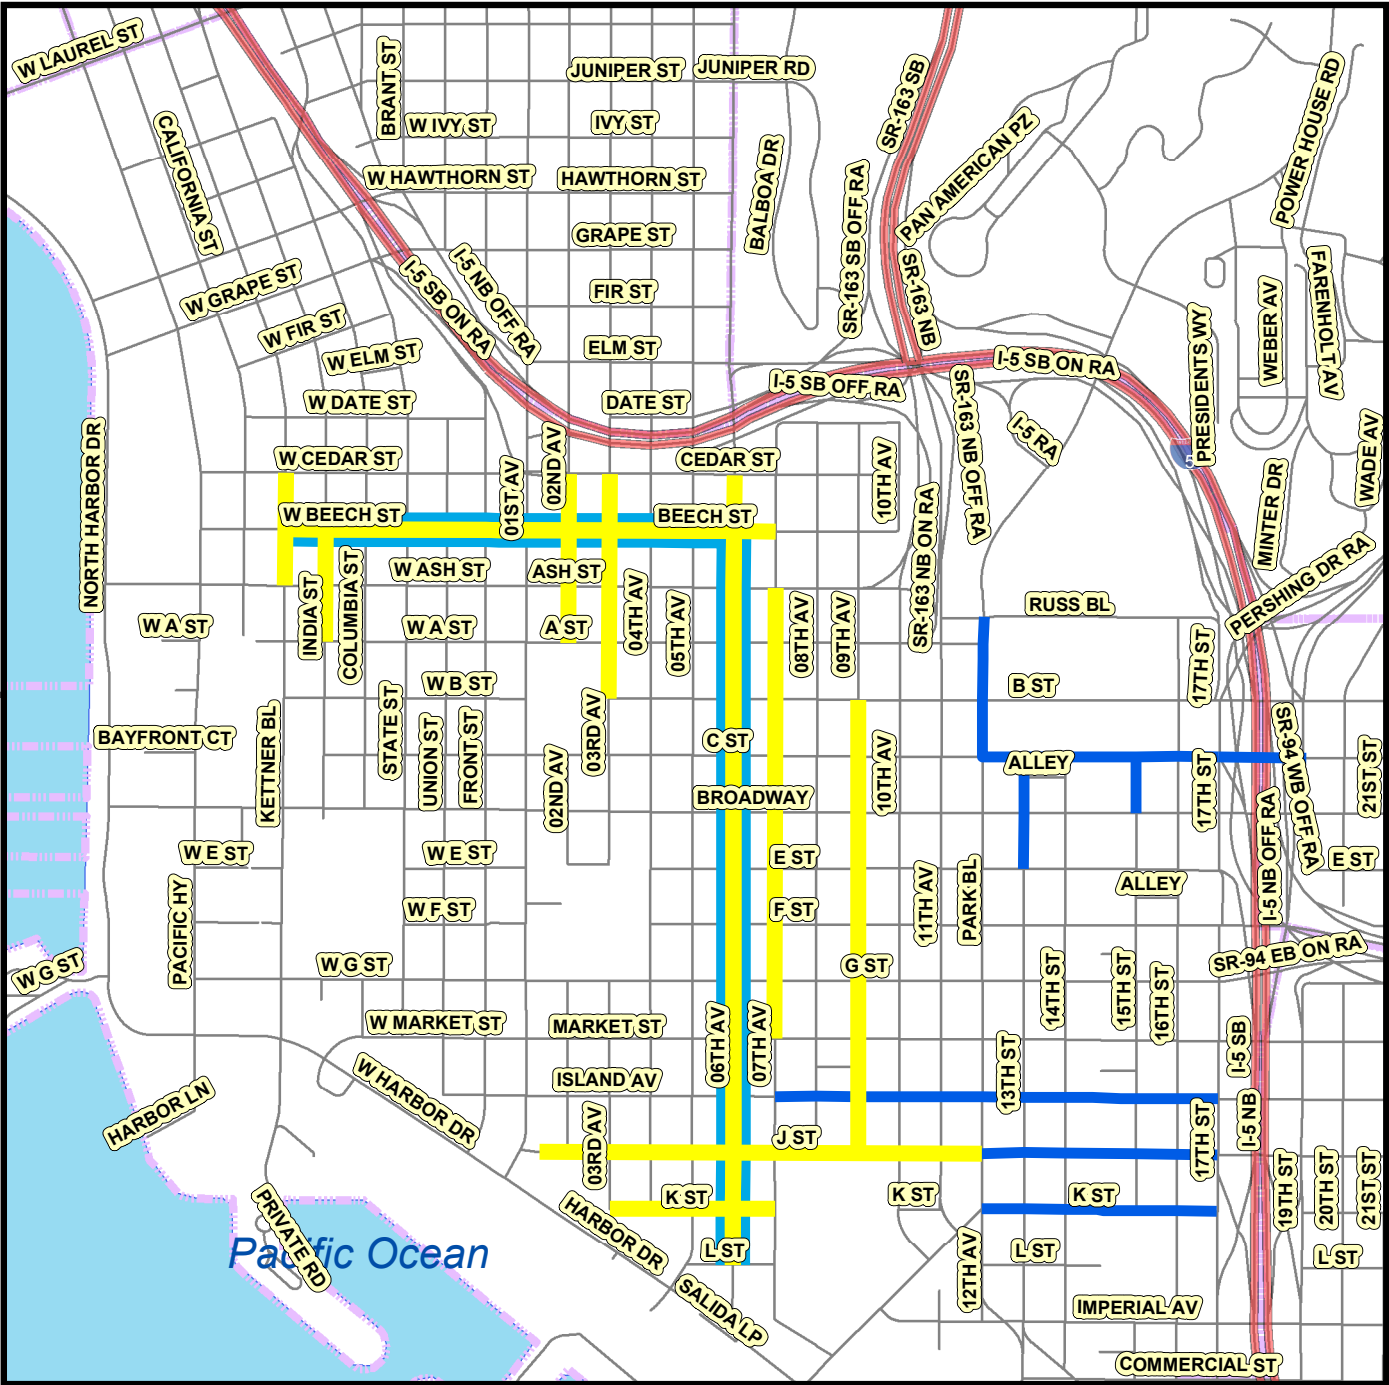 W LAUREL ST
BRANT ST
JUNIPER ST
JUNIPER RD
SR-163 SB
POWER HOUSE RD
CALIFORNIA ST
W IVY ST
IVY ST
BALBOA DR
PAN AMERICAN PZ
W HAWTHORN ST
HAWTHORN ST
SR-163 SB OFF RA
GRAPE ST
W GRAPE ST
I-5 SB ON RA
I-5 NB OFF RA
FIR ST
SR-163 NB
WEBER AV
FARENHOLT AV
W FIR ST
W ELM ST
ELM ST
I-5 SB ON RA
PRESIDENTS WY
I-5 SB OFF RA
W DATE ST
DATE ST
SR-163 NB OFF RA
I-5 RA
5
WADE AV
NORTH HARBOR DR
W CEDAR ST
01ST AV
02ND AV
CEDAR ST
10TH AV
MINTER DR
W BEECH ST
BEECH ST
SR-163 NB ON RA
W ASH ST
ASH ST
PERSHING DR RA
INDIA ST
COLUMBIA ST
04TH AV
05TH AV
08TH AV
09TH AV
RUSS BL
W A ST
W A ST
A ST
17TH ST
W B ST
B ST
BAYFRONT CT
KETTNER BL
STATE ST
UNION ST
FRONT ST
02ND AV
03RD AV
C ST
10TH AV
ALLEY
17TH ST
SR-94 WB OFF RA
21ST ST
BROADWAY
I-5 NB OFF RA
W E ST
W E ST
E ST
E ST
PACIFIC HY
W F ST
F ST
11TH AV
PARK BL
ALLEY
W G ST
W G ST
G ST
14TH ST
15TH ST
16TH ST
SR-94 EB ON RA
W MARKET ST
MARKET ST
06TH AV
07TH AV
I-5 SB
W HARBOR DR
ISLAND AV
13TH ST
HARBOR LN
03RD AV
J ST
17TH ST
I-5 NB
PRIVATE RD
K ST
K ST
K ST
19TH ST
20TH ST
21ST ST
Pacific Ocean
HARBOR DR
L ST
12TH AV
L ST
L ST
SALIDA LP
IMPERIAL AV
COMMERCIAL ST